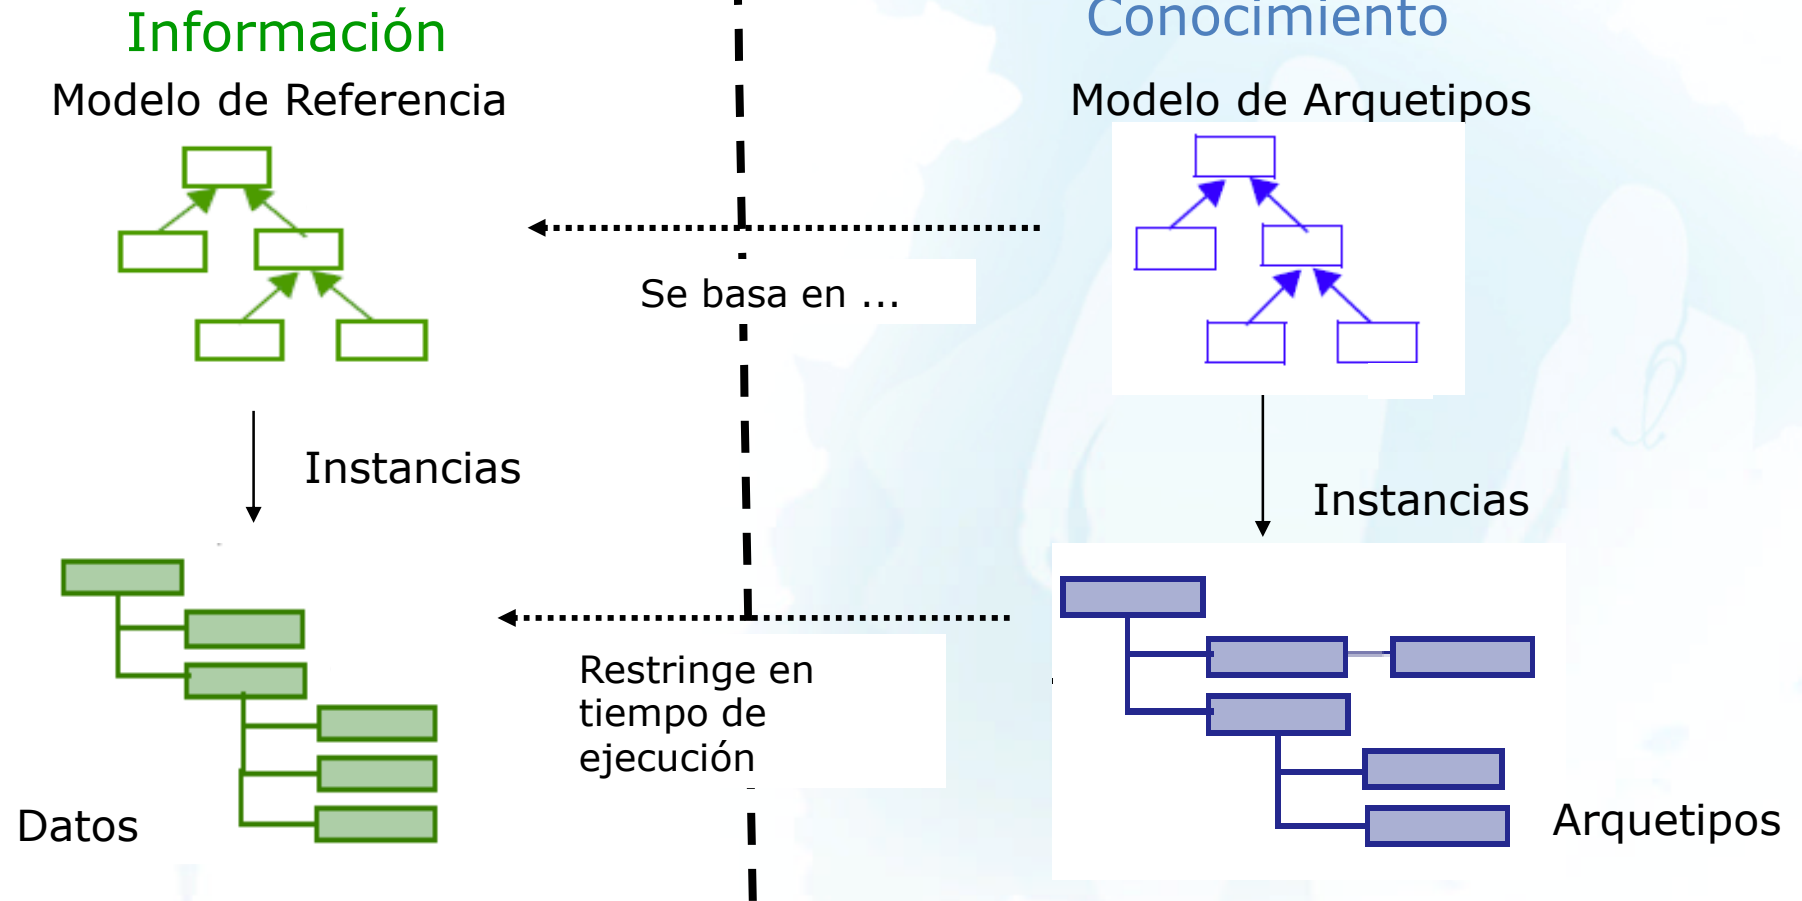 Información
Conocimiento
Modelo de Referencia
Modelo de Arquetipos
Se basa en ...
Instancias
Instancias
Restringe en
tiempo de
ejecución
Datos
Arquetipos